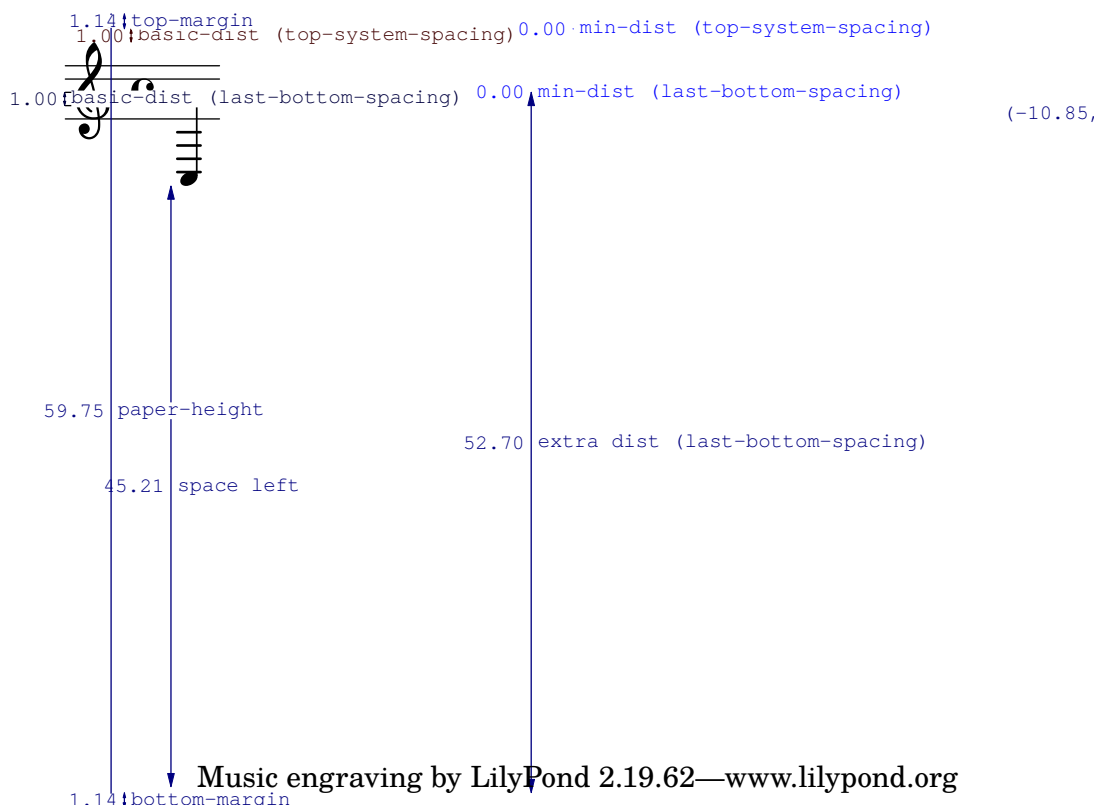 1.14 top-margin
0.00 min-dist (top-system-spacing)
1.00 basic-dist (top-system-spacing)
0.00 min-dist (last-bottom-spacing)
1.00 basic-dist (last-bottom-spacing)
(-10.85,
59.75 paper-height
52.70 extra dist (last-bottom-spacing)
45.21 space left
Music engraving by LilyPond 2.19.62—www.lilypond.org
1.14 bottom-margin